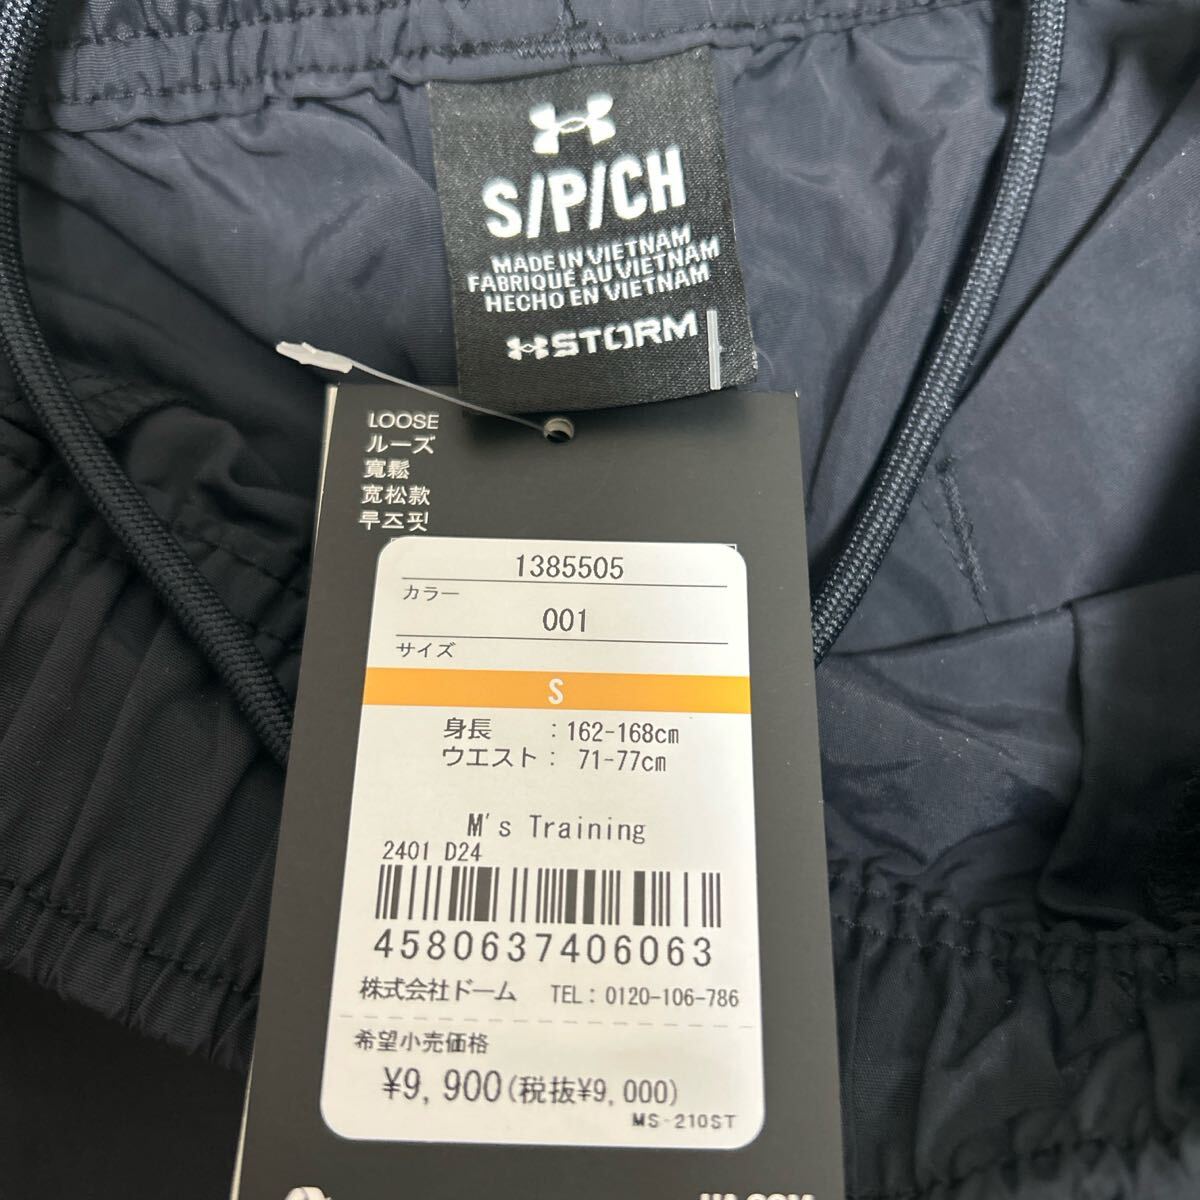 S/P/CH
MADE IN VIETNAM
FABRIQUÉ AU VIETNAM
HECHO EN VIETNAM
STORM
LOOSE
ルーズ
寬鬆
宽松款
루즈핏
1385505
カラー
001
サイズ
S
身長 : 162-168cm
ウエスト : 71-77cm
M's Training
2401 D24
4580637406063
株式会社ドーム TEL : 0120-106-786
希望小売価格
¥9,900(税抜¥9,000)
MS-210ST
UA.COM